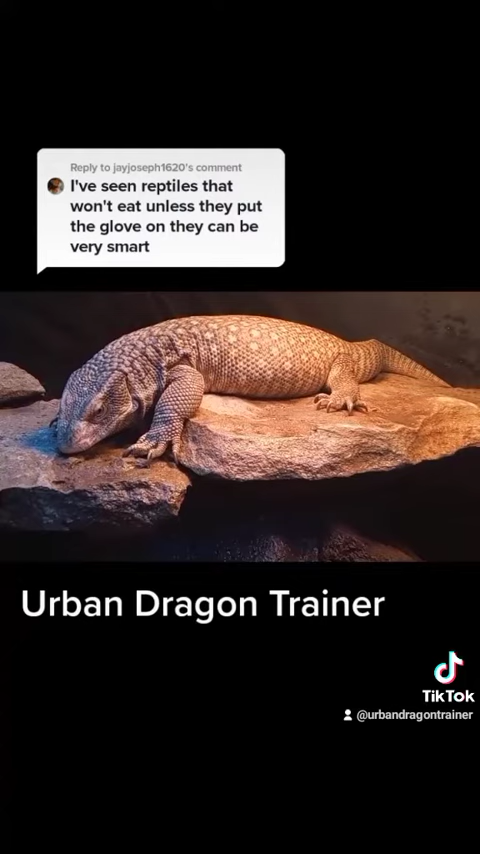 Reply to jayjoseph1620's comment
I've seen reptiles that
won't eat unless they put
the glove on they can be
very smart
Urban Dragon Trainer
TikTok
@urbandragontrainer